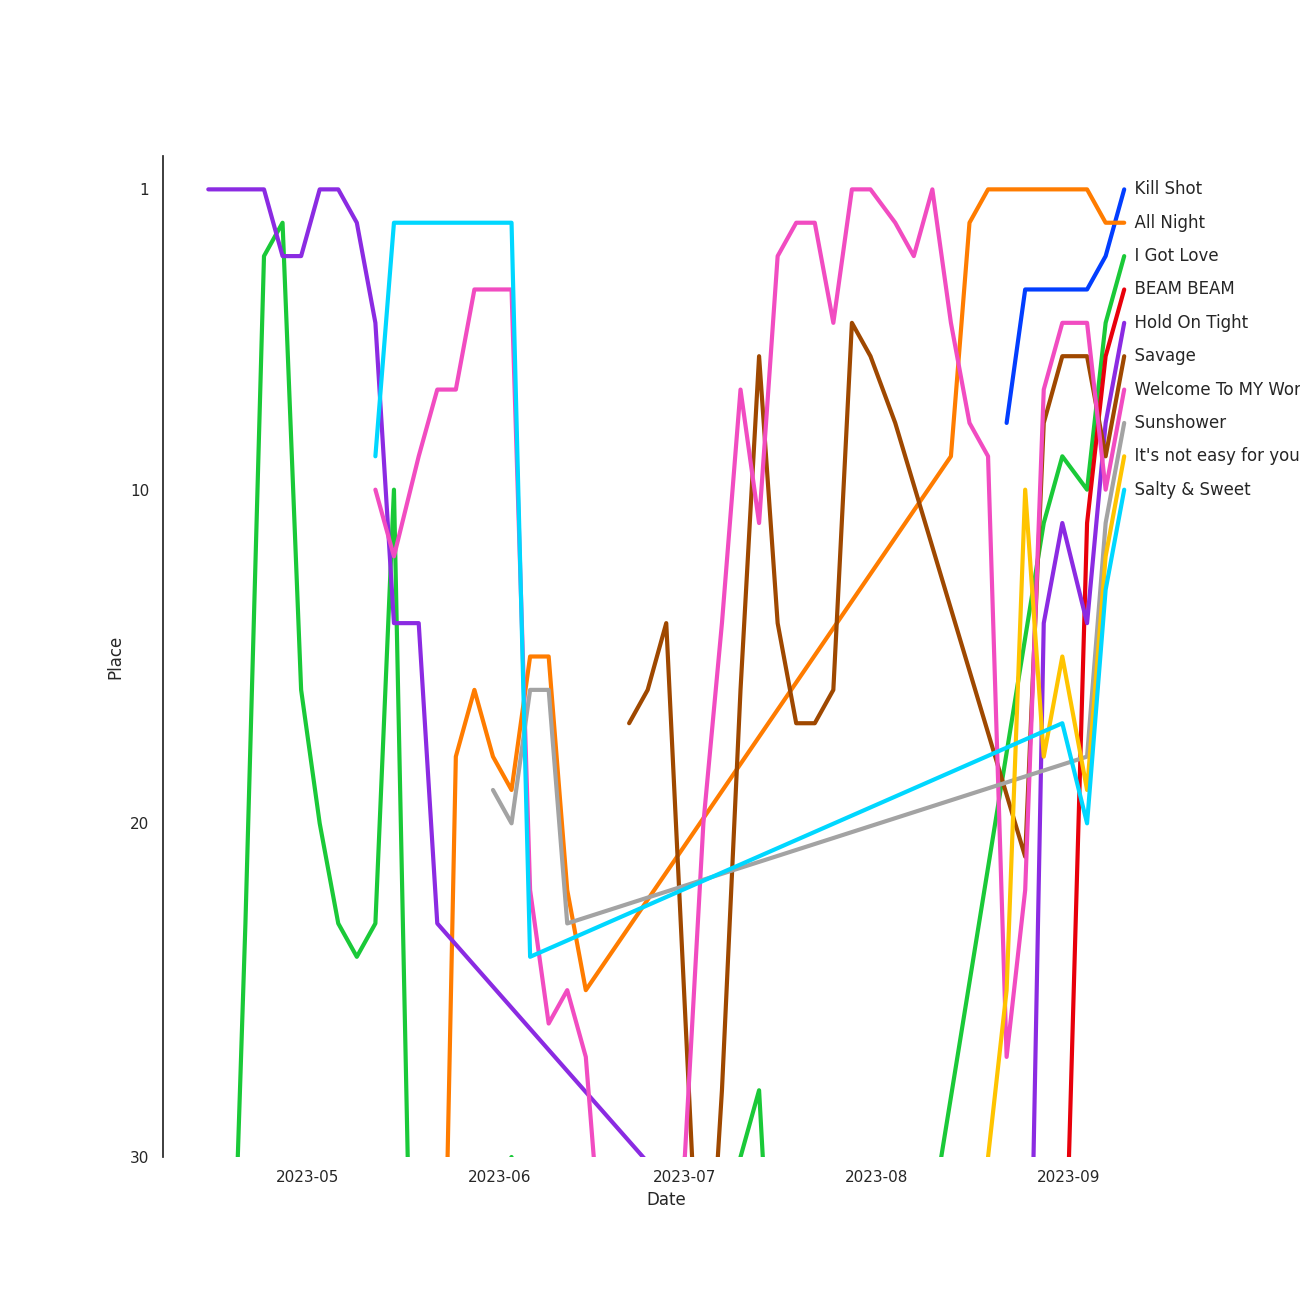 1
10
20
30
Place
2023-05 2023-06 2023-07 2023-08 2023-09
Date
Kill Shot
All Night
I Got Love
BEAM BEAM
Hold On Tight
Savage
Welcome To MY Wor
Sunshower
It's not easy for you
Salty & Sweet